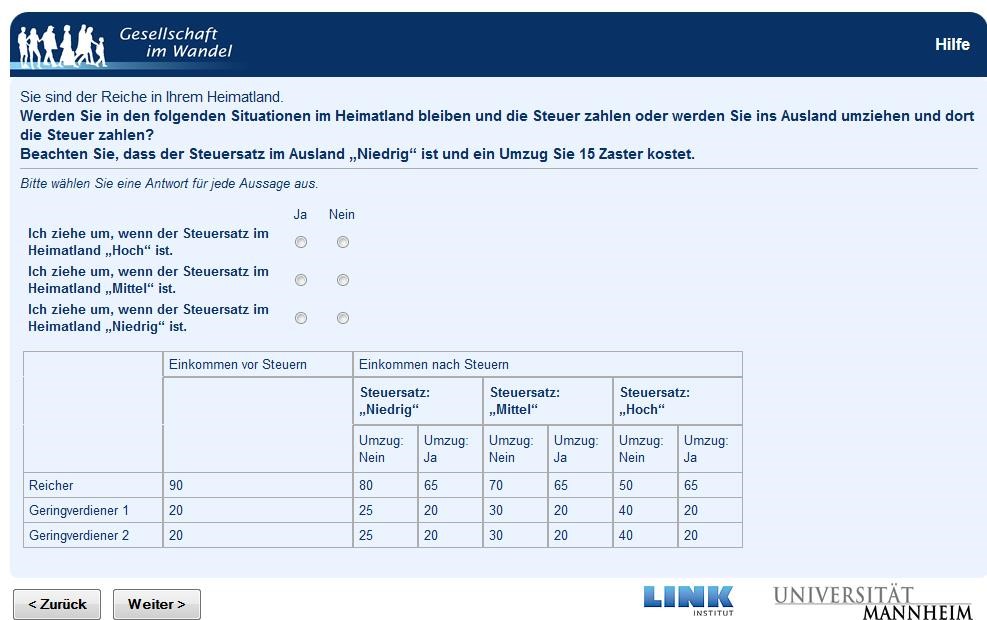 Gesellschaft
im Wandel
Hilfe
Sie sind der Reiche in Ihrem Heimatland.
Werden Sie in den folgenden Situationen im Heimatland bleiben und die Steuer zahlen oder werden Sie ins Ausland umziehen und dort
die Steuer zahlen?
Beachten Sie, dass der Steuersatz im Ausland „Niedrig“ ist und ein Umzug Sie 15 Zaster kostet.
Bitte wählen Sie eine Antwort für jede Aussage aus.
Ja Nein
Ich ziehe um, wenn der Steuersatz im
Heimatland „Hoch“ ist.
Ich ziehe um, wenn der Steuersatz im
Heimatland „Mittel“ ist.
Ich ziehe um, wenn der Steuersatz im
Heimatland „Niedrig“ ist.
Einkommen vor Steuern Einkommen nach Steuern
Steuersatz: Steuersatz: Steuersatz:
„Niedrig“ „Mittel“ „Hoch“
Umzug: Umzug: Umzug: Umzug: Umzug: Umzug:
Nein Ja Nein Ja Nein Ja
Reicher 90 80 65 70 65 50 65
Geringverdiener 1 20 25 20 30 20 40 20
Geringverdiener 2 20 25 20 30 20 40 20
< Zurück Weiter >
LINK
INSTITUT
UNIVERSITÄT
MANNHEIM